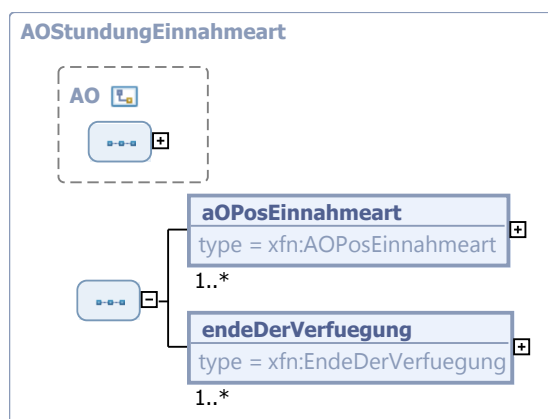 AOStundungEinnahmeart
AO
aOPosEinnahmeart
type = xfn:AOPosEinnahmeart
1..*
endeDerVerfuegung
type = xfn:EndeDerVerfuegung
1..*